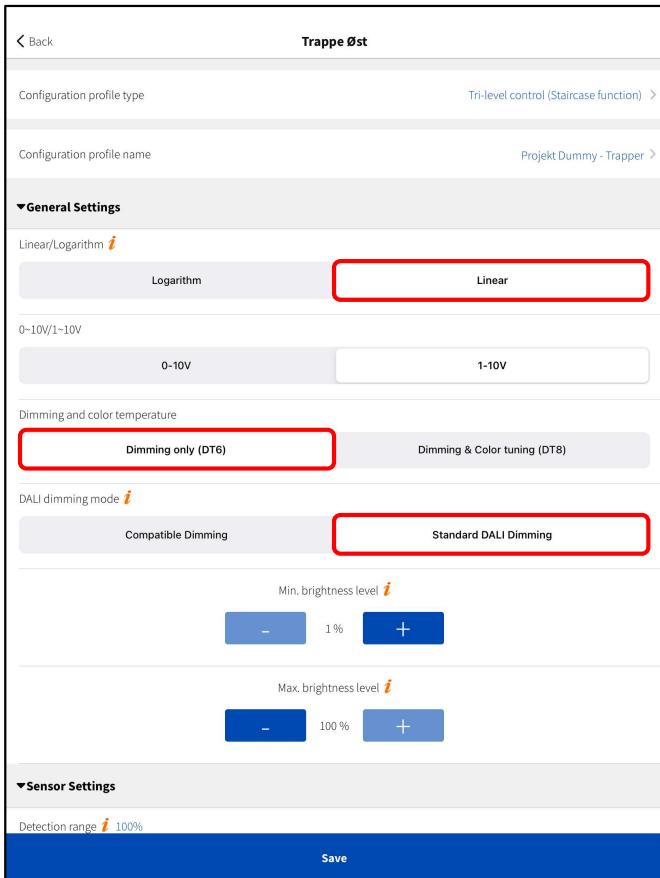 Back
Trappe Øst
Configuration profile type
Tri-level control (Staircase function)
Configuration profile name
Projekt Dummy - Trapper
General Settings
Linear/Logarithm i
Logarithm
Linear
0~10V/1~10V
0-10V
1-10V
Dimming and color temperature
Dimming only (DT6)
Dimming & Color tuning (DT8)
DALI dimming mode i
Compatible Dimming
Standard DALI Dimming
Min. brightness level i
- 1 % +
Max. brightness level i
- 100 % +
Sensor Settings
Detection range i 100%
Save